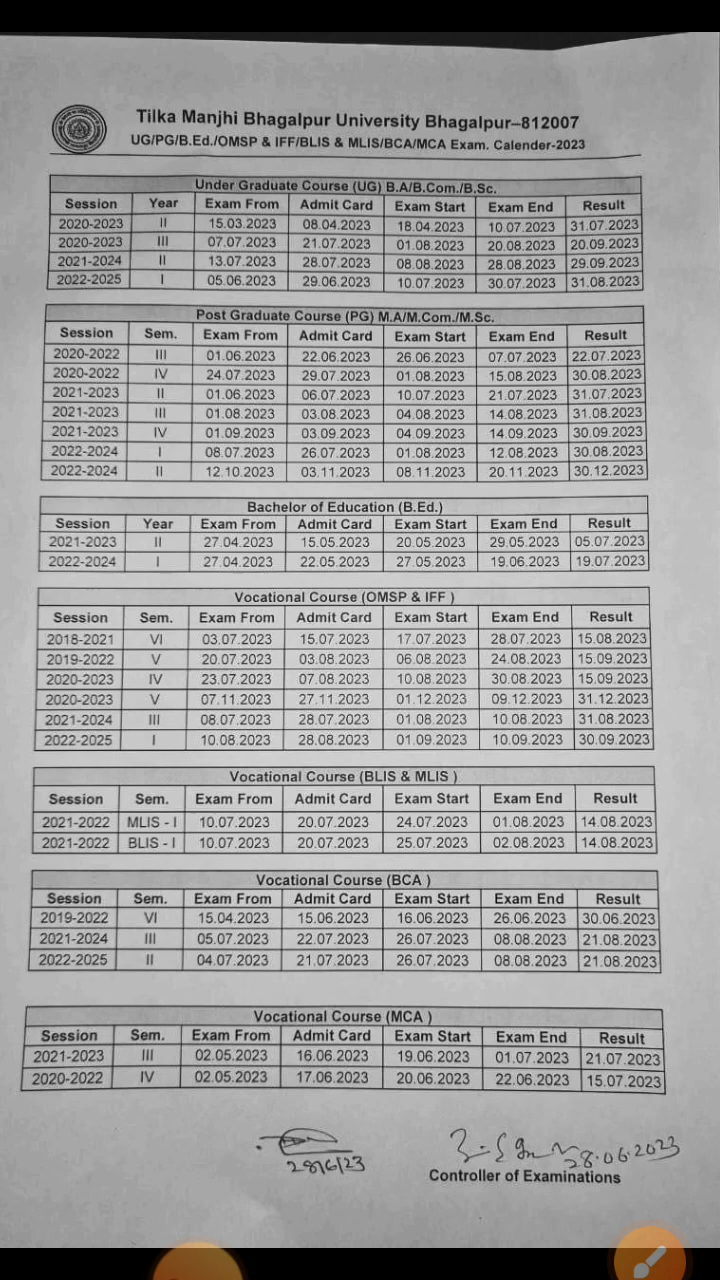 Tilka Manjhi Bhagalpur University Bhagalpur–812007
UG/PG/B.Ed./OMSP & IFF/BLIS & MLIS/BCA/MCA Exam. Calender-2023
Under Graduate Course (UG) B.A/B.Com./B.Sc.
Session Year Exam From Admit Card Exam Start Exam End Result
2020-2023 II 15.03.2023 08.04.2023 18.04.2023 10.07.2023 31.07.2023
2020-2023 III 07.07.2023 21.07.2023 01.08.2023 20.08.2023 20.09.2023
2021-2024 II 13.07.2023 28.07.2023 08.08.2023 28.08.2023 29.09.2023
2022-2025 I 05.06.2023 29.06.2023 10.07.2023 30.07.2023 31.08.2023
Post Graduate Course (PG) M.A/M.Com./M.Sc.
Session Sem. Exam From Admit Card Exam Start Exam End Result
2020-2022 III 01.06.2023 22.06.2023 26.06.2023 07.07.2023 22.07.2023
2020-2022 IV 24.07.2023 29.07.2023 01.08.2023 15.08.2023 30.08.2023
2021-2023 II 01.06.2023 06.07.2023 10.07.2023 21.07.2023 31.07.2023
2021-2023 III 01.08.2023 03.08.2023 04.08.2023 14.08.2023 31.08.2023
2021-2023 IV 01.09.2023 03.09.2023 04.09.2023 14.09.2023 30.09.2023
2022-2024 I 08.07.2023 26.07.2023 01.08.2023 12.08.2023 30.08.2023
2022-2024 II 12.10.2023 03.11.2023 08.11.2023 20.11.2023 30.12.2023
Bachelor of Education (B.Ed.)
Session Year Exam From Admit Card Exam Start Exam End Result
2021-2023 II 27.04.2023 15.05.2023 20.05.2023 29.05.2023 05.07.2023
2022-2024 I 27.04.2023 22.05.2023 27.05.2023 19.06.2023 19.07.2023
Vocational Course (OMSP & IFF )
Session Sem. Exam From Admit Card Exam Start Exam End Result
2018-2021 VI 03.07.2023 15.07.2023 17.07.2023 28.07.2023 15.08.2023
2019-2022 V 20.07.2023 03.08.2023 06.08.2023 24.08.2023 15.09.2023
2020-2023 IV 23.07.2023 07.08.2023 10.08.2023 30.08.2023 15.09.2023
2020-2023 V 07.11.2023 27.11.2023 01.12.2023 09.12.2023 31.12.2023
2021-2024 III 08.07.2023 28.07.2023 01.08.2023 10.08.2023 31.08.2023
2022-2025 I 10.08.2023 28.08.2023 01.09.2023 10.09.2023 30.09.2023
Vocational Course (BLIS & MLIS )
Session Sem. Exam From Admit Card Exam Start Exam End Result
2021-2022 MLIS - I 10.07.2023 20.07.2023 24.07.2023 01.08.2023 14.08.2023
2021-2022 BLIS - I 10.07.2023 20.07.2023 25.07.2023 02.08.2023 14.08.2023
Vocational Course (BCA )
Session Sem. Exam From Admit Card Exam Start Exam End Result
2019-2022 VI 15.04.2023 15.06.2023 16.06.2023 26.06.2023 30.06.2023
2021-2024 III 05.07.2023 22.07.2023 26.07.2023 08.08.2023 21.08.2023
2022-2025 II 04.07.2023 21.07.2023 26.07.2023 08.08.2023 21.08.2023
Vocational Course (MCA )
Session Sem. Exam From Admit Card Exam Start Exam End Result
2021-2023 III 02.05.2023 16.06.2023 19.06.2023 01.07.2023 21.07.2023
2020-2022 IV 02.05.2023 17.06.2023 20.06.2023 22.06.2023 15.07.2023
28/6/23 28.06.2023
Controller of Examinations